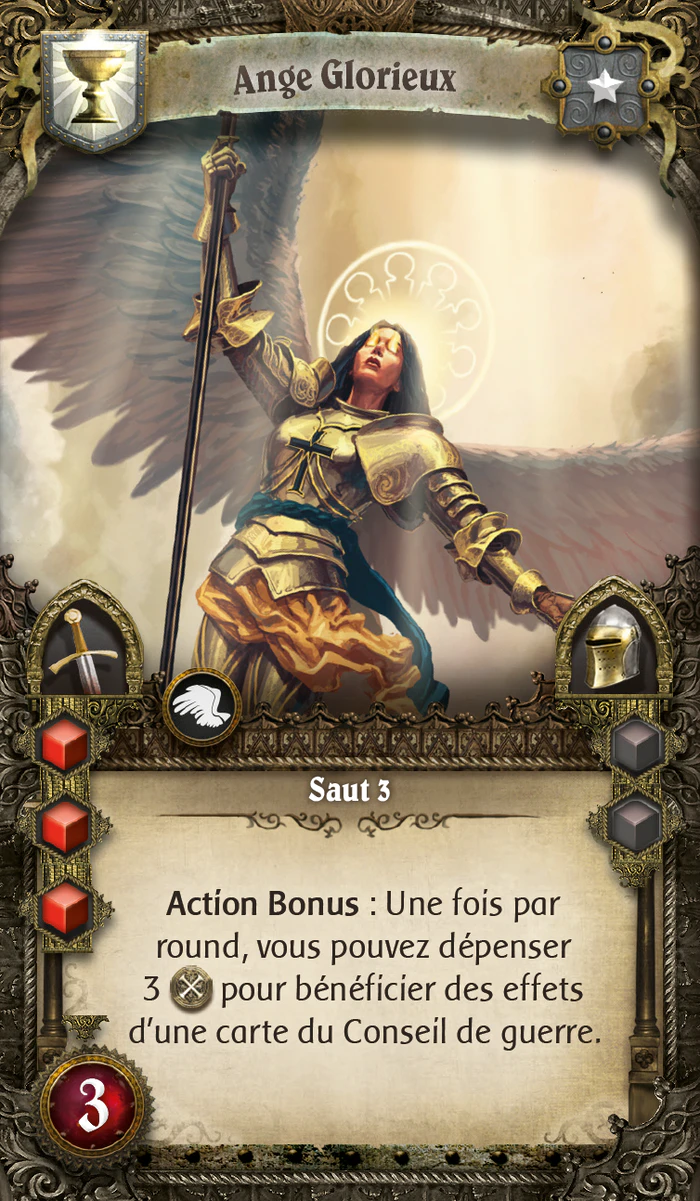 Ange Glorieux
Saut 3
Action Bonus : Une fois par
round, vous pouvez dépenser
3 pour bénéficier des effets
d’une carte du Conseil de guerre.
3